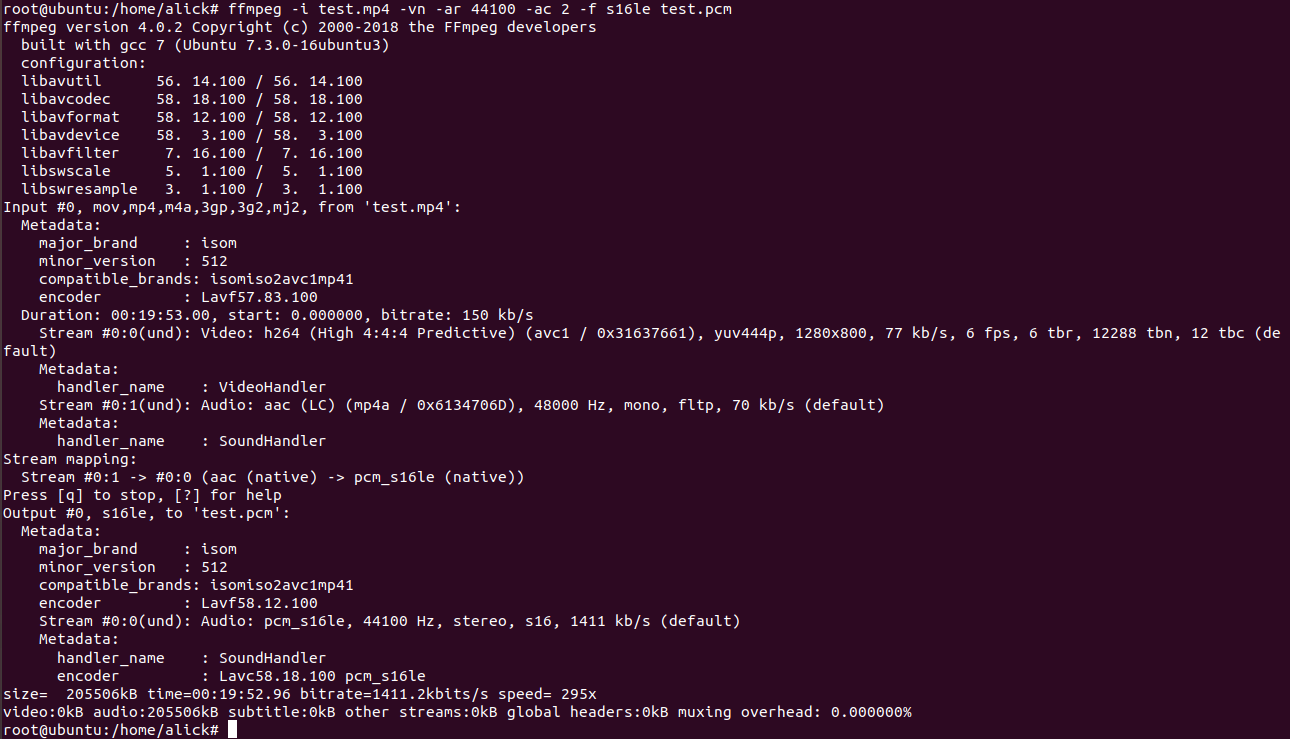 root@ubuntu:/home/alick# ffmpeg -i test.mp4 -vn -ar 44100 -ac 2 -f s16le test.pcm
ffmpeg version 4.0.2 Copyright (c) 2000-2018 the FFmpeg developers
  built with gcc 7 (Ubuntu 7.3.0-16ubuntu3)
  configuration:
  libavutil      56. 14.100 / 56. 14.100
  libavcodec     58. 18.100 / 58. 18.100
  libavformat    58. 12.100 / 58. 12.100
  libavdevice    58.  3.100 / 58.  3.100
  libavfilter     7. 16.100 /  7. 16.100
  libswscale      5.  1.100 /  5.  1.100
  libswresample   3.  1.100 /  3.  1.100
Input #0, mov,mp4,m4a,3gp,3g2,mj2, from 'test.mp4':
  Metadata:
    major_brand     : isom
    minor_version   : 512
    compatible_brands: isomiso2avc1mp41
    encoder         : Lavf57.83.100
  Duration: 00:19:53.00, start: 0.000000, bitrate: 150 kb/s
    Stream #0:0(und): Video: h264 (High 4:4:4 Predictive) (avc1 / 0x31637661), yuv444p, 1280x800, 77 kb/s, 6 fps, 6 tbr, 12288 tbn, 12 tbc (de
fault)
    Metadata:
      handler_name    : VideoHandler
    Stream #0:1(und): Audio: aac (LC) (mp4a / 0x6134706D), 48000 Hz, mono, fltp, 70 kb/s (default)
    Metadata:
      handler_name    : SoundHandler
Stream mapping:
  Stream #0:1 -> #0:0 (aac (native) -> pcm_s16le (native))
Press [q] to stop, [?] for help
Output #0, s16le, to 'test.pcm':
  Metadata:
    major_brand     : isom
    minor_version   : 512
    compatible_brands: isomiso2avc1mp41
    encoder         : Lavf58.12.100
    Stream #0:0(und): Audio: pcm_s16le, 44100 Hz, stereo, s16, 1411 kb/s (default)
    Metadata:
      handler_name    : SoundHandler
      encoder         : Lavc58.18.100 pcm_s16le
size=  205506kB time=00:19:52.96 bitrate=1411.2kbits/s speed= 295x
video:0kB audio:205506kB subtitle:0kB other streams:0kB global headers:0kB muxing overhead: 0.000000%
root@ubuntu:/home/alick#